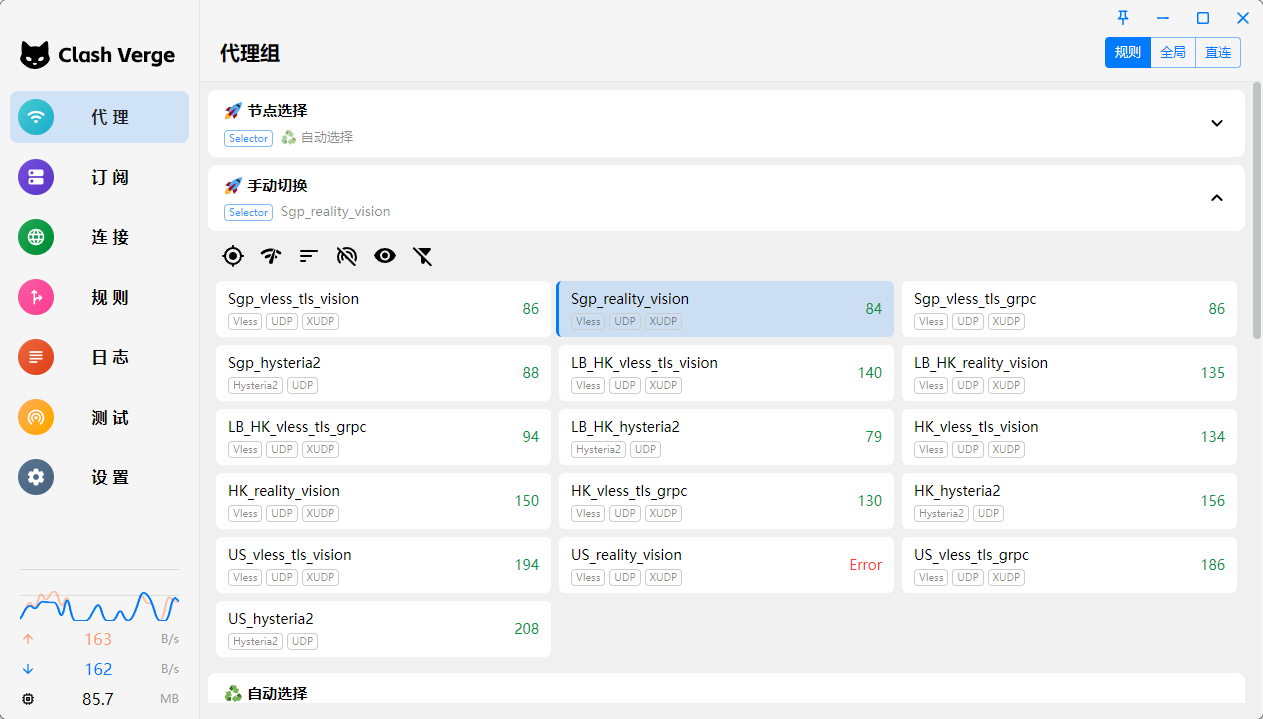 Clash Verge
代理
订阅
连接
规则
日志
测试
设置
163 B/s
162 B/s
85.7 MB
代理组
规则 全局 直连
🚀 节点选择
Selector ♻️ 自动选择
🚀 手动切换
Selector Sgp_reality_vision
Sgp_vless_tls_vision
Vless UDP XUDP
86
Sgp_reality_vision
Vless UDP XUDP
84
Sgp_vless_tls_grpc
Vless UDP XUDP
86
Sgp_hysteria2
Hysteria2 UDP
88
LB_HK_vless_tls_vision
Vless UDP XUDP
140
LB_HK_reality_vision
Vless UDP XUDP
135
LB_HK_vless_tls_grpc
Vless UDP XUDP
94
LB_HK_hysteria2
Hysteria2 UDP
79
HK_vless_tls_vision
Vless UDP XUDP
134
HK_reality_vision
Vless UDP XUDP
150
HK_vless_tls_grpc
Vless UDP XUDP
130
HK_hysteria2
Hysteria2 UDP
156
US_vless_tls_vision
Vless UDP XUDP
194
US_reality_vision
Vless UDP XUDP
Error
US_vless_tls_grpc
Vless UDP XUDP
186
US_hysteria2
Hysteria2 UDP
208
♻️ 自动选择